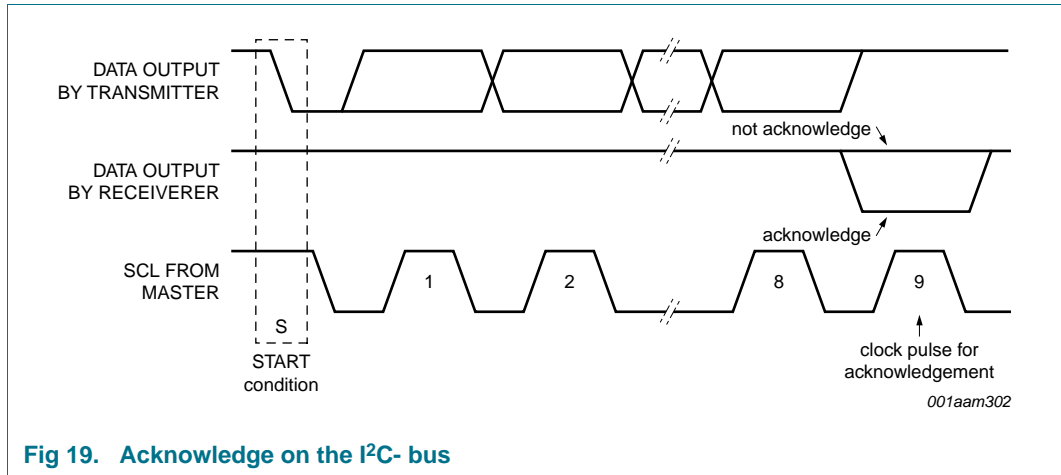 DATA OUTPUT
BY TRANSMITTER
not acknowledge
DATA OUTPUT
BY RECEIVERER
acknowledge
SCL FROM
MASTER
1
2
8
9
S
START
condition
clock pulse for
acknowledgement
001aam302
Fig 19. Acknowledge on the I²C- bus